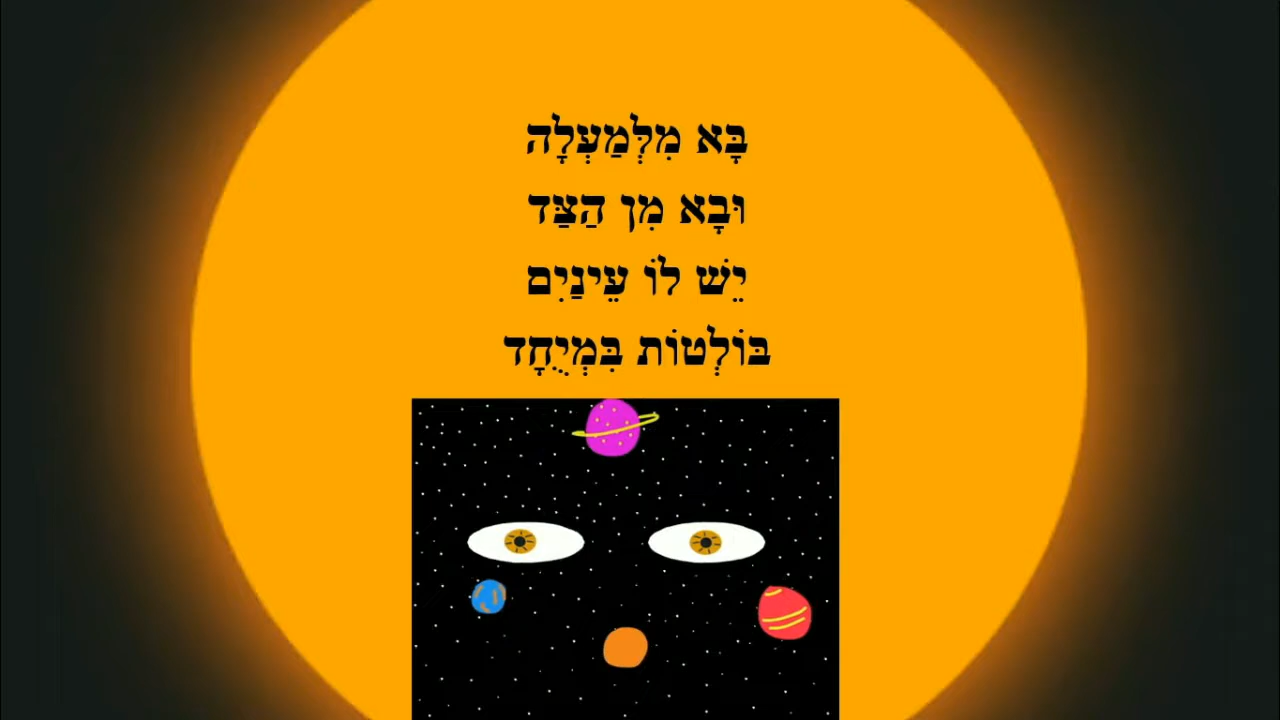 בָּא מִלְּמַעְלָה
וּבָא מִן הַצַּד
יֵשׁ לוֹ עֵינַיִם
בּוֹלְטוֹת בִּמְיֻחָד